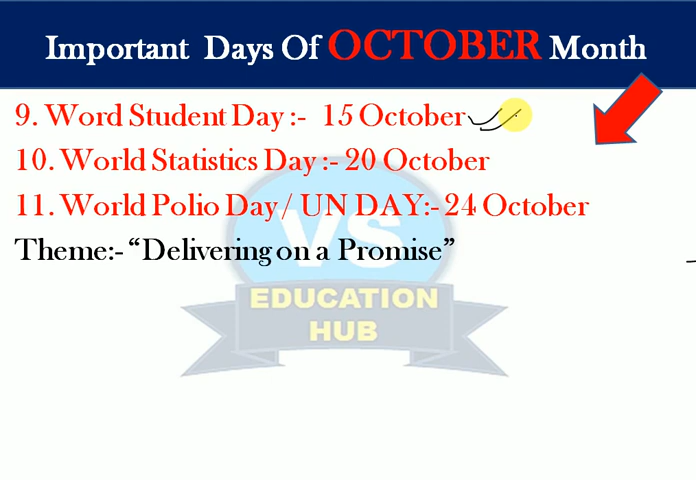 Important Days Of OCTOBER Month
9. Word Student Day :- 15 October
10. World Statistics Day :- 20 October
11. World Polio Day / UN DAY:- 24 October
Theme:- “Delivering on a Promise”
VS
EDUCATION
HUB